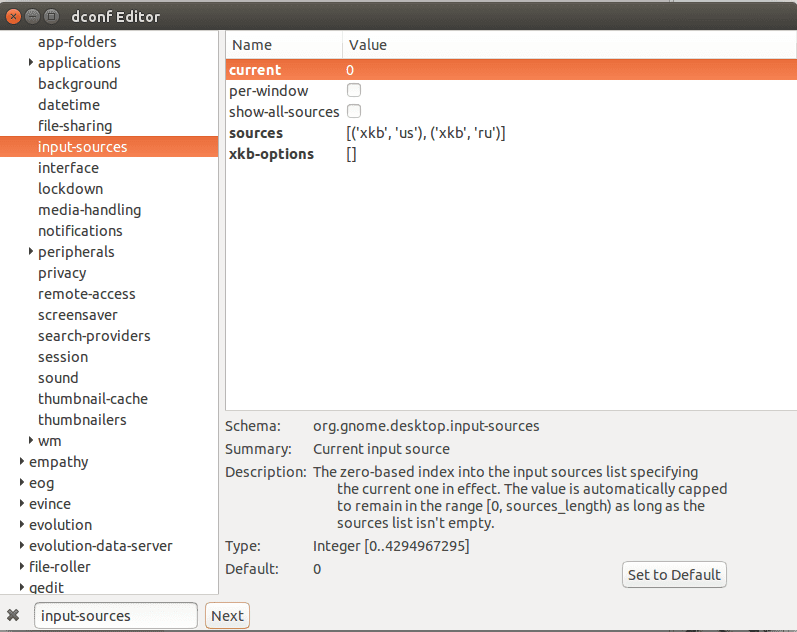 dconf Editor
app-folders
applications
background
datetime
file-sharing
input-sources
interface
lockdown
media-handling
notifications
peripherals
privacy
remote-access
screensaver
search-providers
session
sound
thumbnail-cache
thumbnailers
wm
empathy
eog
evince
evolution
evolution-data-server
file-roller
gedit
input-sources
Next
Name Value
current 0
per-window
show-all-sources
sources [('xkb', 'us'), ('xkb', 'ru')]
xkb-options []
Schema: org.gnome.desktop.input-sources
Summary: Current input source
Description: The zero-based index into the input sources list specifying
the current one in effect. The value is automatically capped
to remain in the range [0, sources_length) as long as the
sources list isn't empty.
Type: Integer [0..4294967295]
Default: 0
Set to Default